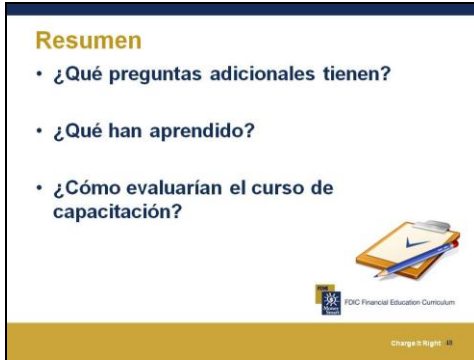 Resumen
• ¿Qué preguntas adicionales tienen?
• ¿Qué han aprendido?
• ¿Cómo evaluarían el curso de
capacitación?
FDIC Financial Education Curriculum
Charge It Right